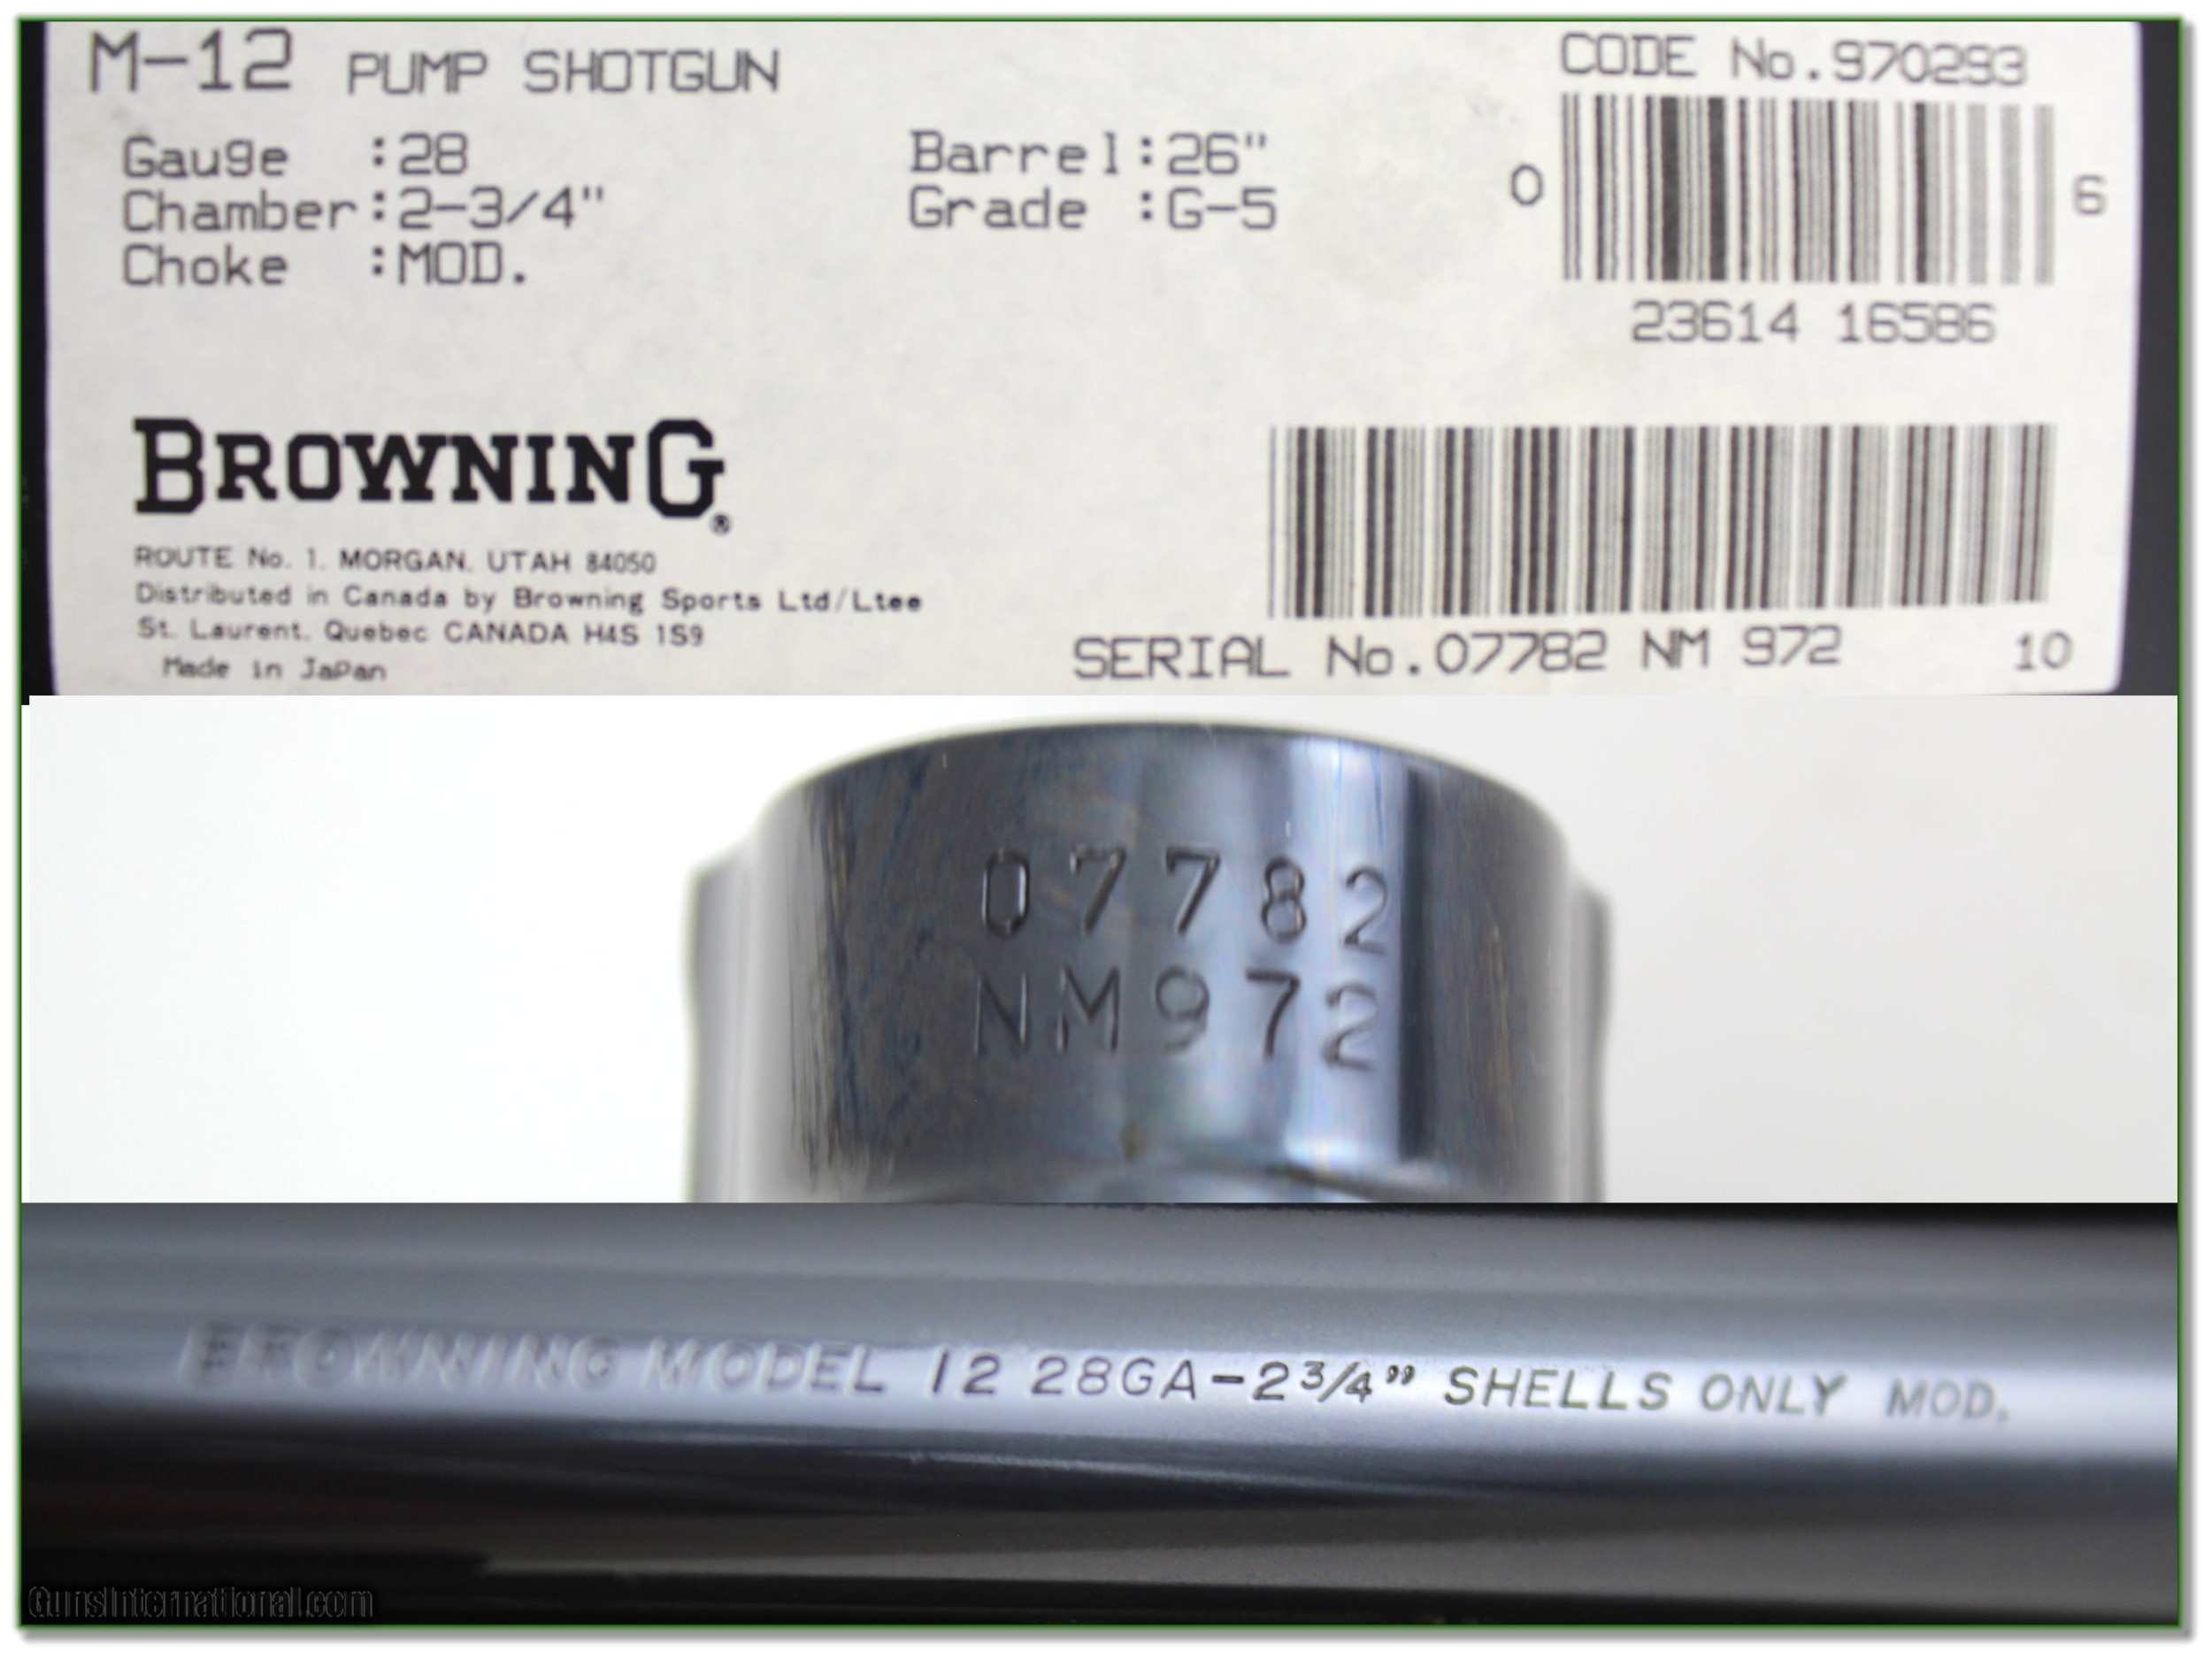 M-12 PUMP SHOTGUN
CODE No.970293
Gauge :28
Barrel:26"
Chamber:2-3/4"
Grade :G-5
Choke :MOD.
0 6
23614 16586
BROWNING®
ROUTE No. 1, MORGAN, UTAH 84050
Distributed in Canada by Browning Sports Ltd/Ltee
St. Laurent, Quebec CANADA H4S 1S9
Made in Japan
SERIAL No.07782 NM 972 10
07782
NM972
BROWNING MODEL 12 28GA-2¾” SHELLS ONLY MOD.
GunsInternational.com